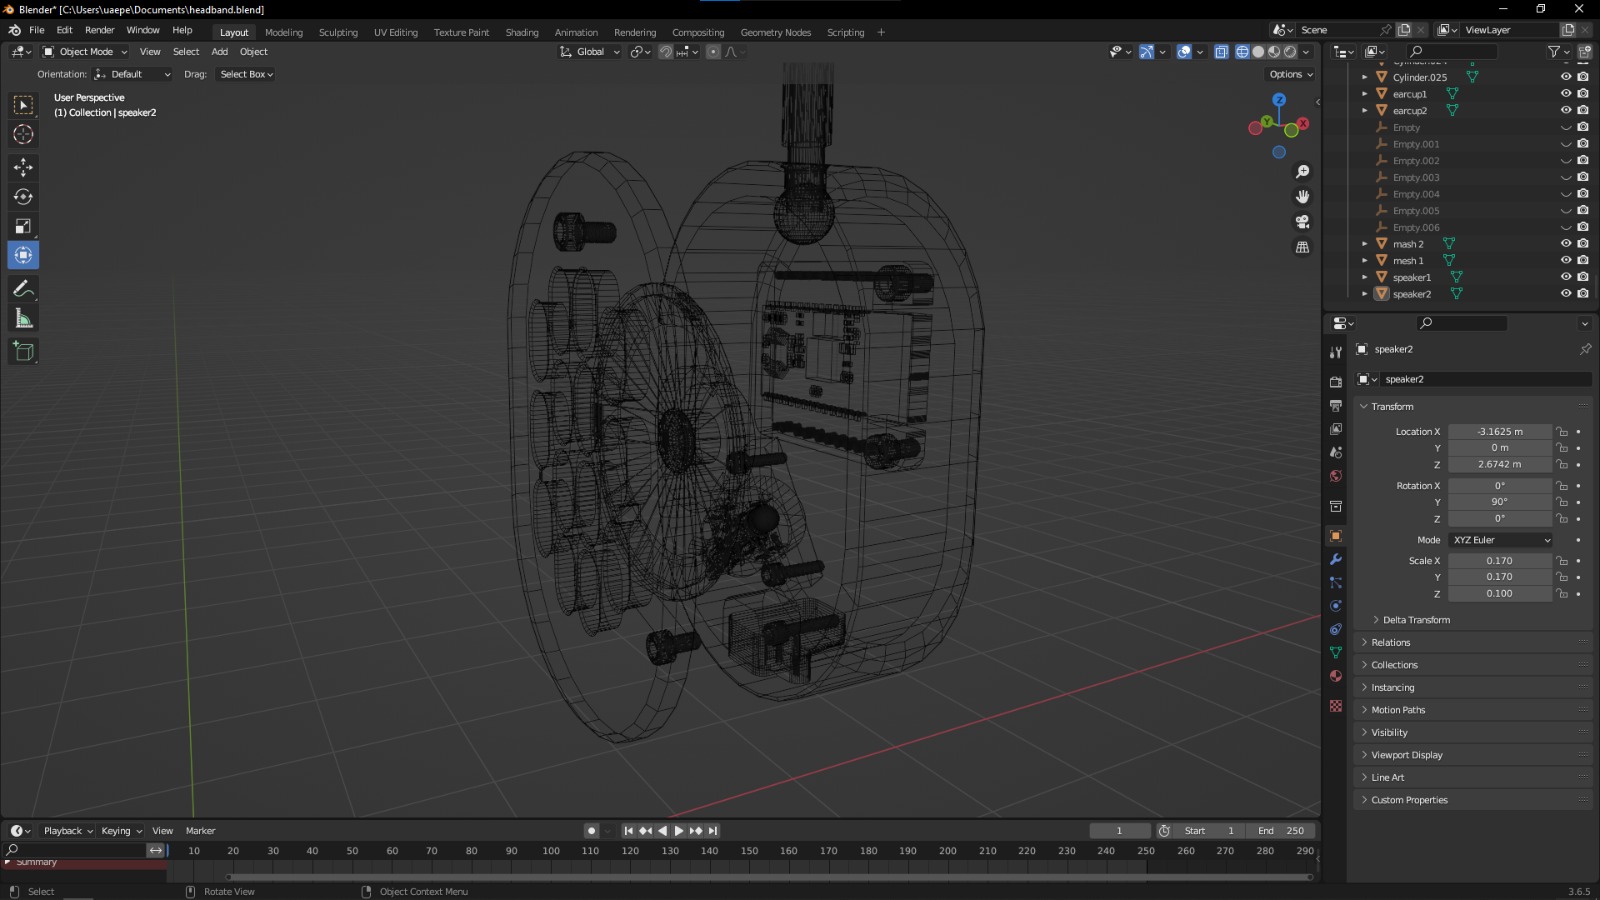 Blender* [C:\Users\uaepe\Documents\headband.blend]
File Edit Render Window Help Layout Modeling Sculpting UV Editing Texture Paint Shading Animation Rendering Compositing Geometry Nodes Scripting + Scene ViewLayer
Object Mode View Select Add Object Global
Orientation: Default Drag: Select Box Options
User Perspective
(1) Collection | speaker2
Z
Y
X
Cylinder.025
earcup1
earcup2
Empty
Empty.001
Empty.002
Empty.003
Empty.004
Empty.005
Empty.006
mash 2
mesh 1
speaker1
speaker2
speaker2
speaker2
Transform
Location X -3.1625 m
Y 0 m
Z 2.6742 m
Rotation X 0°
Y 90°
Z 0°
Mode XYZ Euler
Scale X 0.170
Y 0.170
Z 0.100
Delta Transform
Relations
Collections
Instancing
Motion Paths
Visibility
Viewport Display
Line Art
Custom Properties
Playback Keying View Marker 1 Start 1 End 250
10 20 30 40 50 60 70 80 90 100 110 120 130 140 150 160 170 180 190 200 210 220 230 240 250 260 270 280 290
Summary
Select Rotate View Object Context Menu 3.6.5